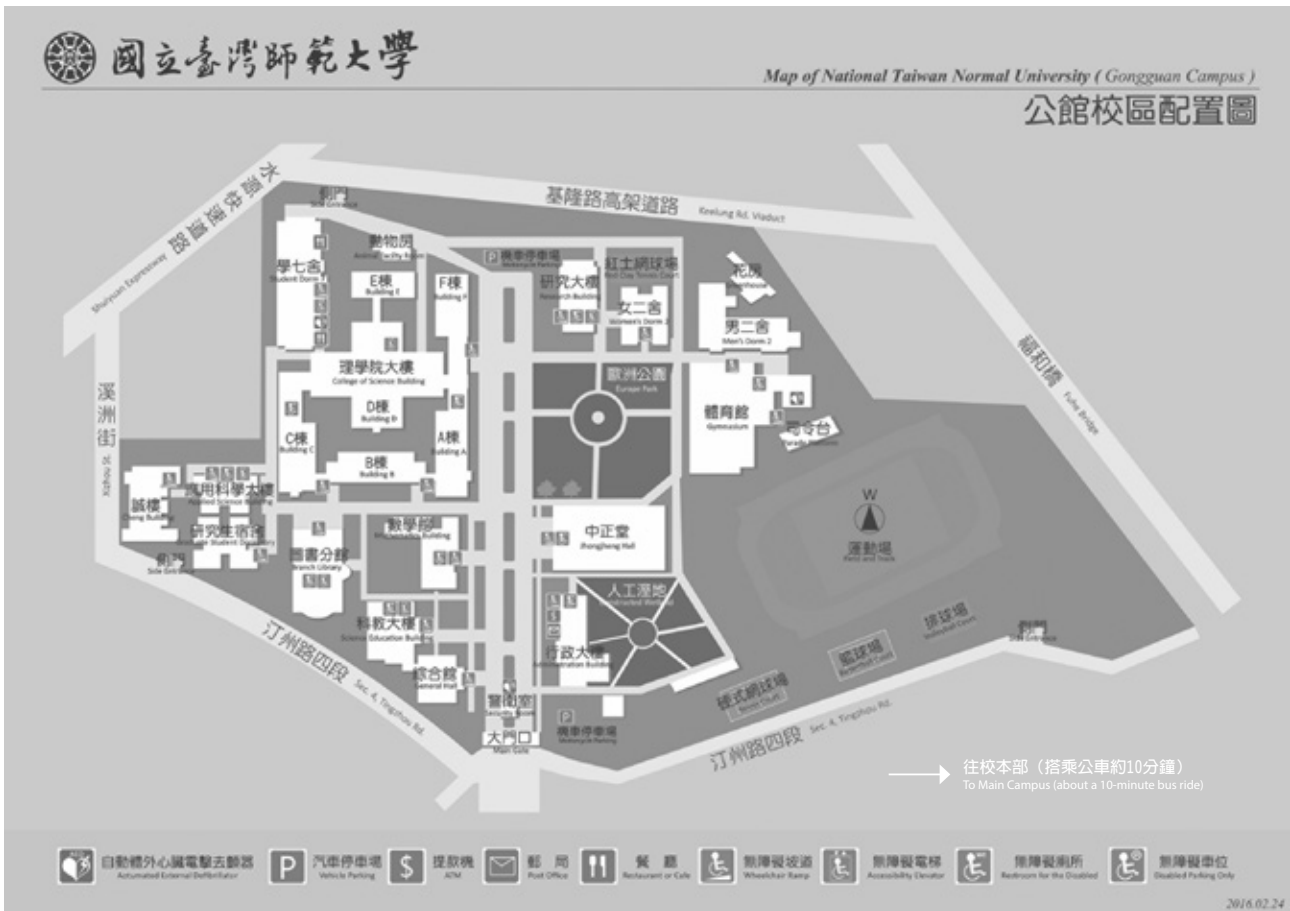 國立臺灣師範大學
Map of National Taiwan Normal University ( Gongguan Campus )
公館校區配置圖
水源快速道路
Shuiyuan Expressway
側門
Side Entrance
基隆路高架道路
Keelung Rd. Viaduct
動物房
Animal Facility Room
機車停車場
Motorcycle Parking
紅土網球場
Red Clay Tennis Court
花房
Greenhouse
學七舍
Student Dorm 7
E棟
Building E
F棟
Building F
研究大樓
Research Building
女二舍
Women's Dorm 2
男二舍
Men's Dorm 2
福和橋
Fuhe Bridge
理學院大樓
College of Science Building
歐洲公園
Europe Park
溪洲街
Xizhou St.
D棟
Building D
體育館
Gymnasium
司令台
C棟
Building C
A棟
Building A
B棟
Building B
應用科學大樓
Applied Science Building
誠樓
Cheng Building
W
研究生宿舍
Graduate Student Dormitory
數學館
Mathematics Building
中正堂
Zhongzheng Hall
運動場
Field and Track
側門
Side Entrance
圖書分館
Branch Library
人工溼地
排球場
Volleyball Court
側門
Side Entrance
科教大樓
Science Education Building
行政大樓
Administration Building
籃球場
Basketball Court
綜合館
General Hall
硬式網球場
Tennis Court
警衛室
Security Room
汀州路四段
Sec. 4, Tingzhou Rd.
機車停車場
Motorcycle Parking
大門口
Main Gate
汀州路四段
Sec. 4, Tingzhou Rd.
往校本部（搭乘公車約10分鐘）
To Main Campus (about a 10-minute bus ride)
自動體外心臟電擊去顫器
Automated External Defibrillator
P
汽車停車場
Vehicle Parking
$
提款機
ATM
郵局
Post Office
餐廳
Restaurant or Cafe
無障礙坡道
Wheelchair Ramp
無障礙電梯
Accessibility Elevator
無障礙廁所
Restroom for the Disabled
無障礙車位
Disabled Parking Only
2016.02.24